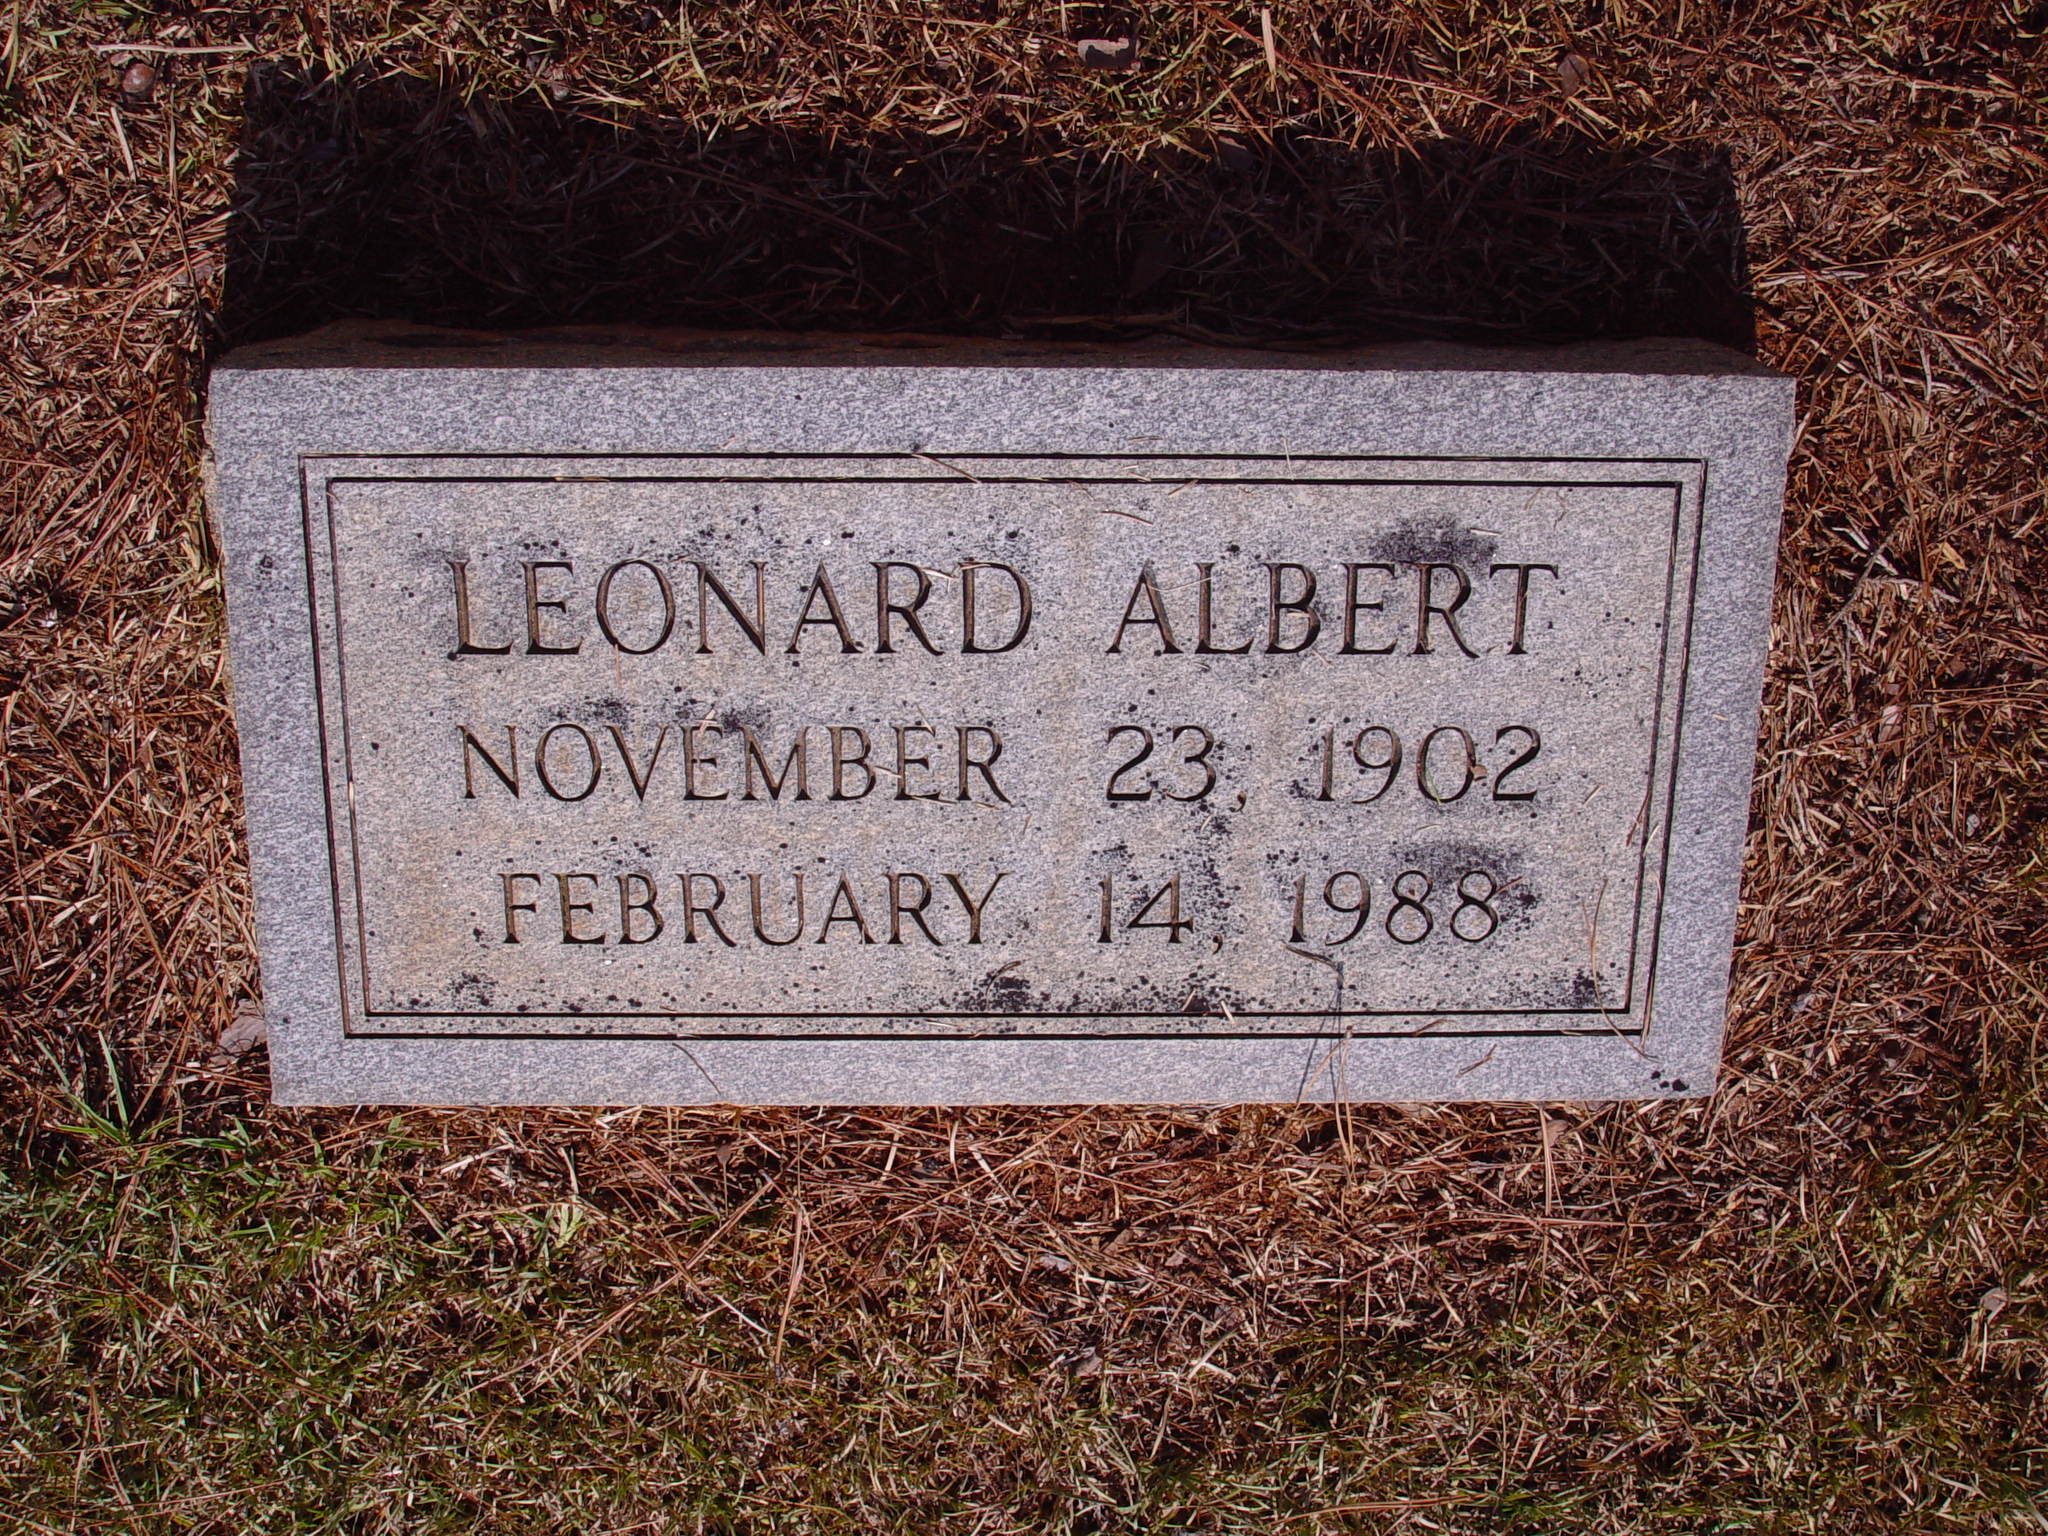 LEONARD ALBERT
NOVEMBER 23, 1902
FEBRUARY 14, 1988